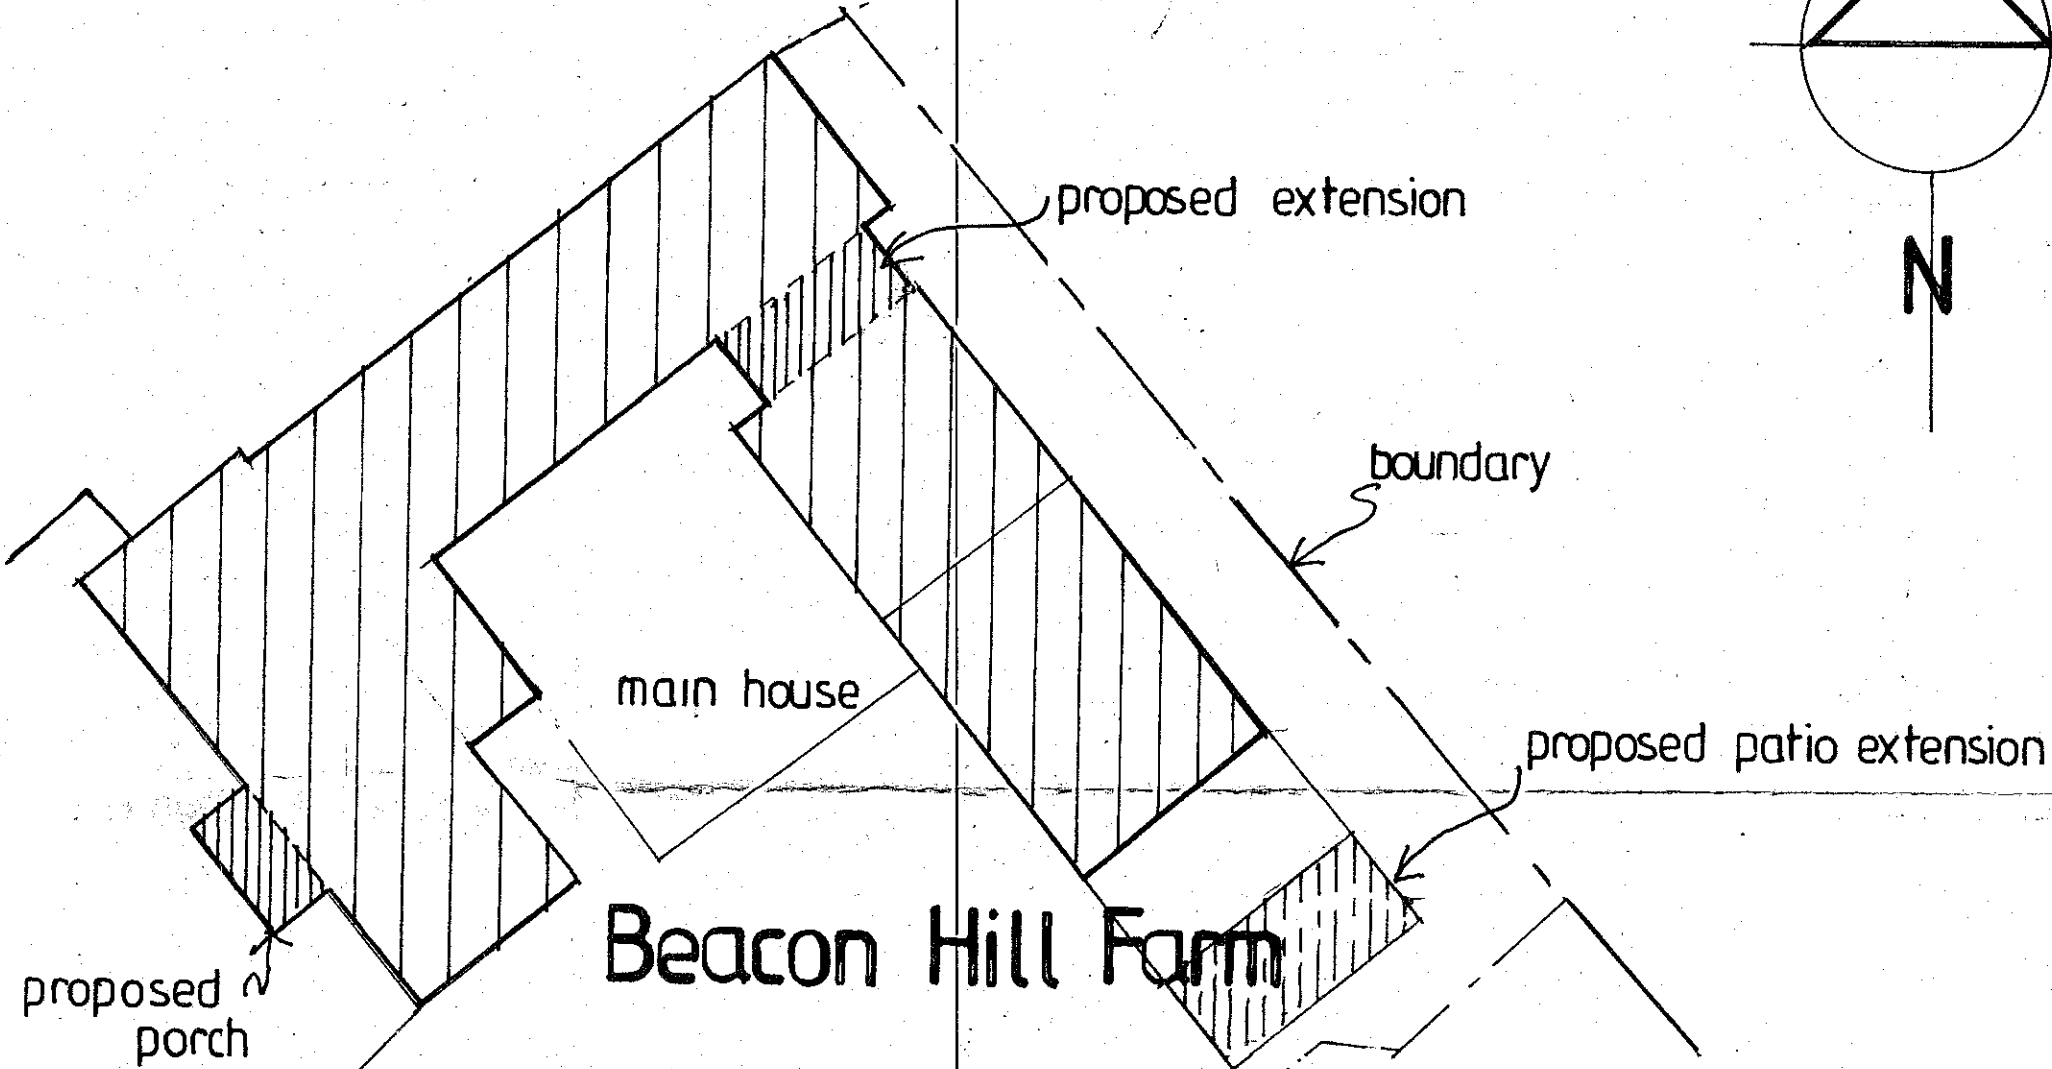 proposed extension
N
boundary
main house
proposed patio extension
Beacon Hill Farm
proposed
porch